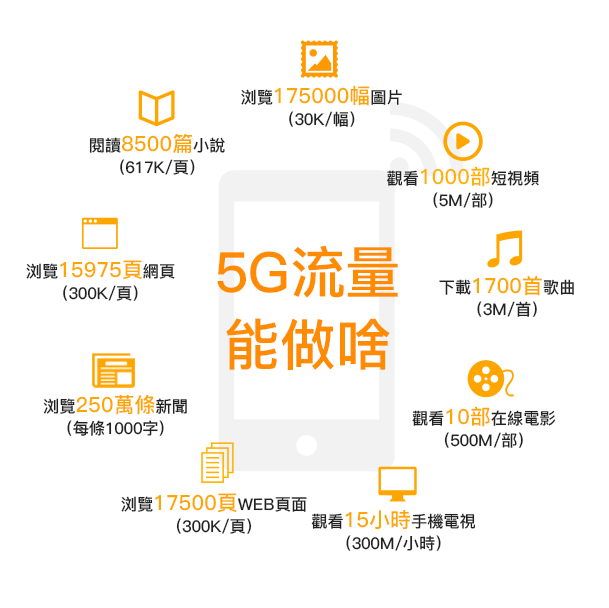 5G流量
能做啥
浏覽175000幅圖片
(30K/幅)
觀看1000部短視頻
(5M/部)
下載1700首歌曲
(3M/首)
觀看10部在線電影
(500M/部)
觀看15小時手機電視
(300M/小時)
浏覽17500頁WEB頁面
(300K/頁)
浏覽250萬條新聞
(每條1000字)
浏覽15975頁網頁
(300K/頁)
閱讀8500篇小說
(617K/頁)